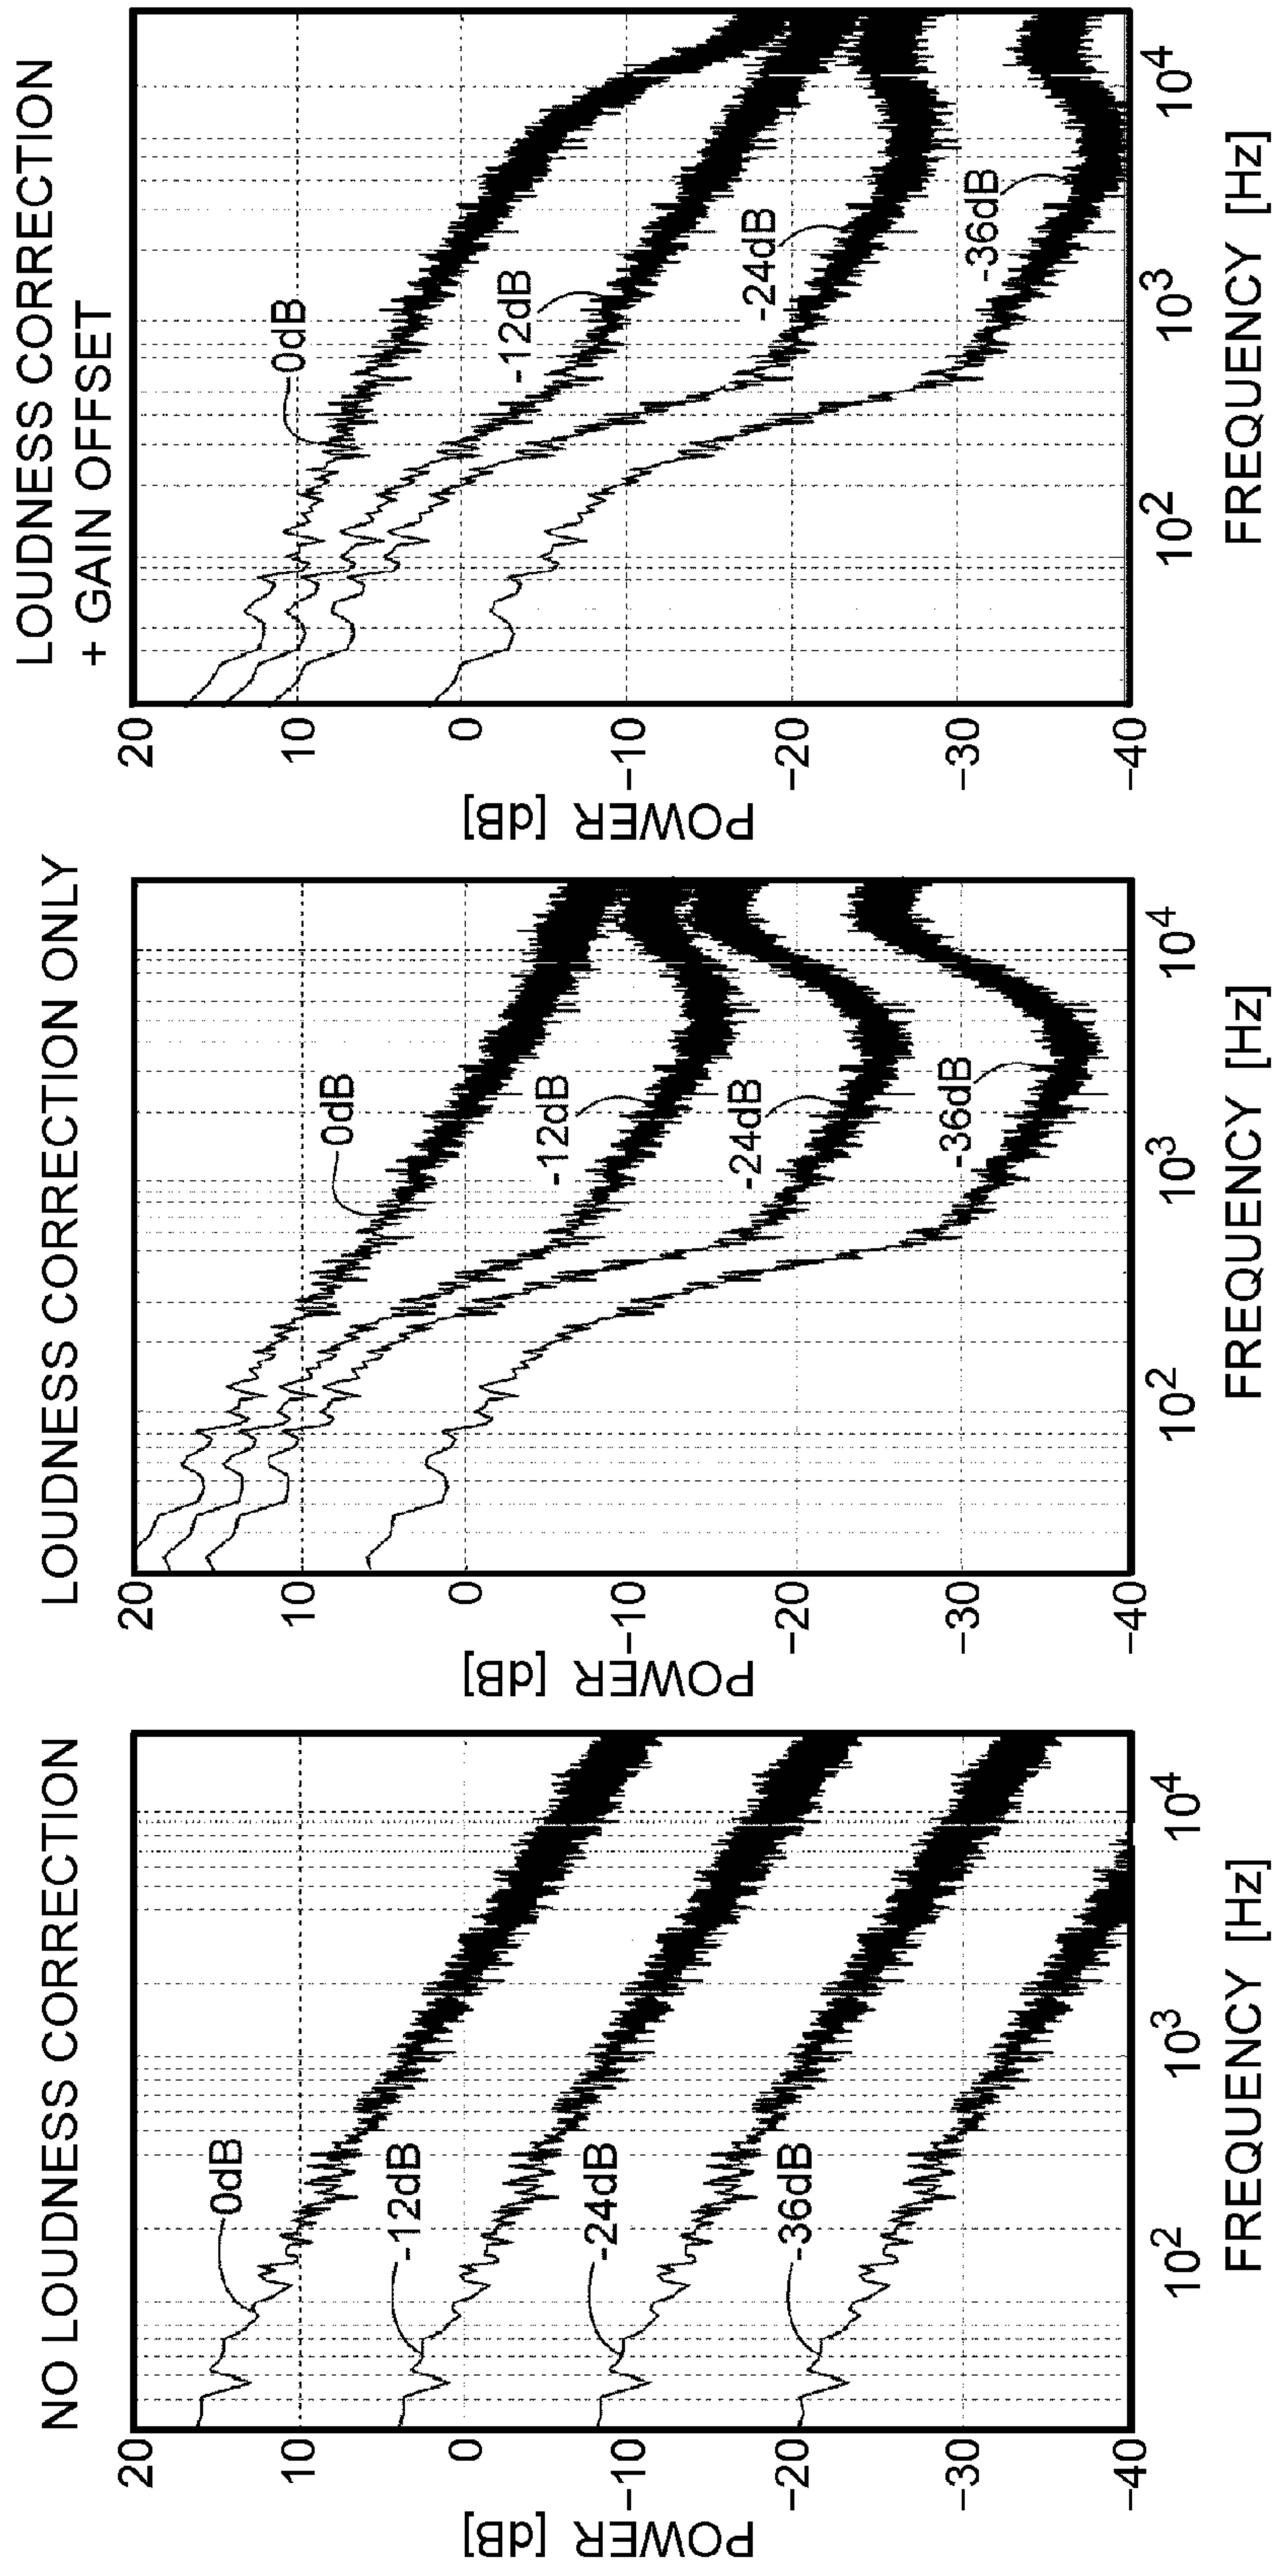 NO LOUDNESS CORRECTION
POWER [dB]
20
10
0
−10
−20
−30
−40
0dB
-12dB
-24dB
-36dB
10²
10³
10⁴
FREQUENCY [Hz]
LOUDNESS CORRECTION ONLY
POWER [dB]
20
10
0
−10
−20
−30
−40
0dB
-12dB
-24dB
-36dB
10²
10³
10⁴
FREQUENCY [Hz]
LOUDNESS CORRECTION
+ GAIN OFFSET
POWER [dB]
20
10
0
−10
−20
−30
−40
0dB
-12dB
-24dB
-36dB
10²
10³
10⁴
FREQUENCY [Hz]